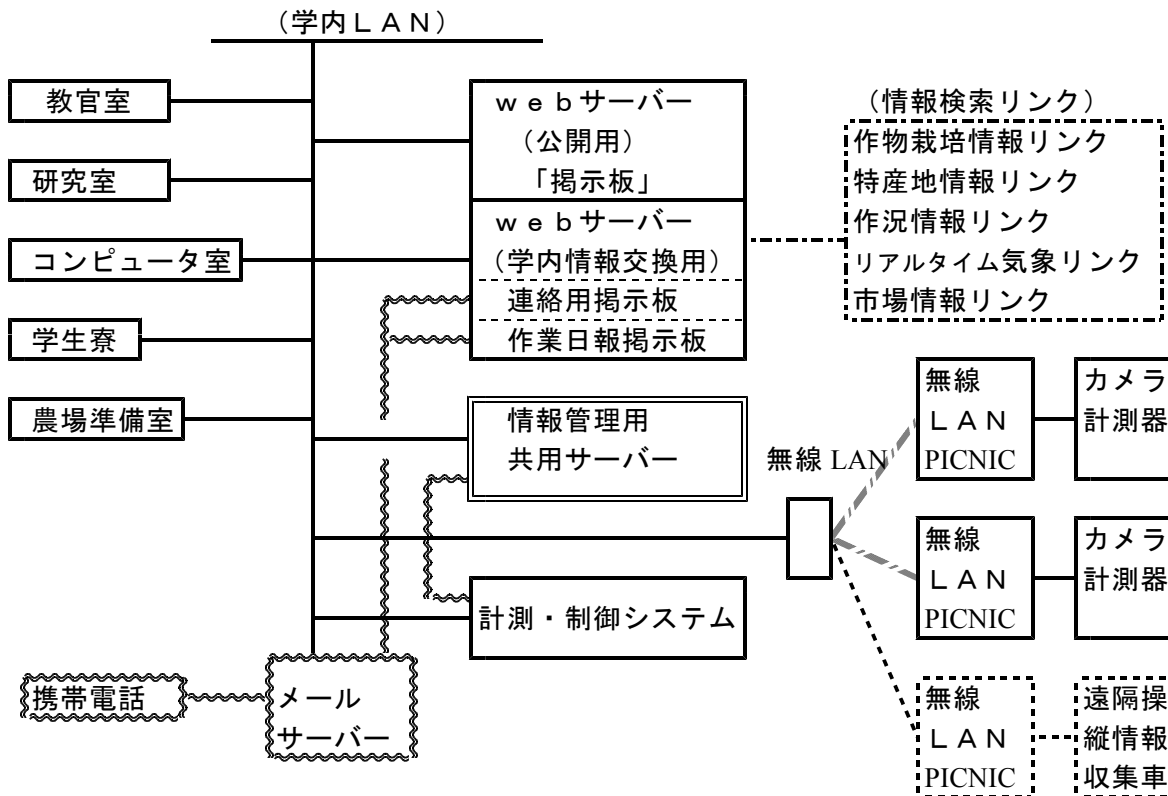 （学内ＬＡＮ）
教官室
研究室
コンピュータ室
学生寮
農場準備室
携帯電話
メール
サーバー
ｗｅｂサーバー
（公開用）
「掲示板」
ｗｅｂサーバー
（学内情報交換用）
連絡用掲示板
作業日報掲示板
情報管理用
共用サーバー
計測・制御システム
（情報検索リンク）
作物栽培情報リンク
特産地情報リンク
作況情報リンク
リアルタイム気象リンク
市場情報リンク
無線 LAN
無線
ＬＡＮ
PICNIC
カメラ
計測器
無線
ＬＡＮ
PICNIC
カメラ
計測器
無線
ＬＡＮ
PICNIC
遠隔操
縦情報
収集車